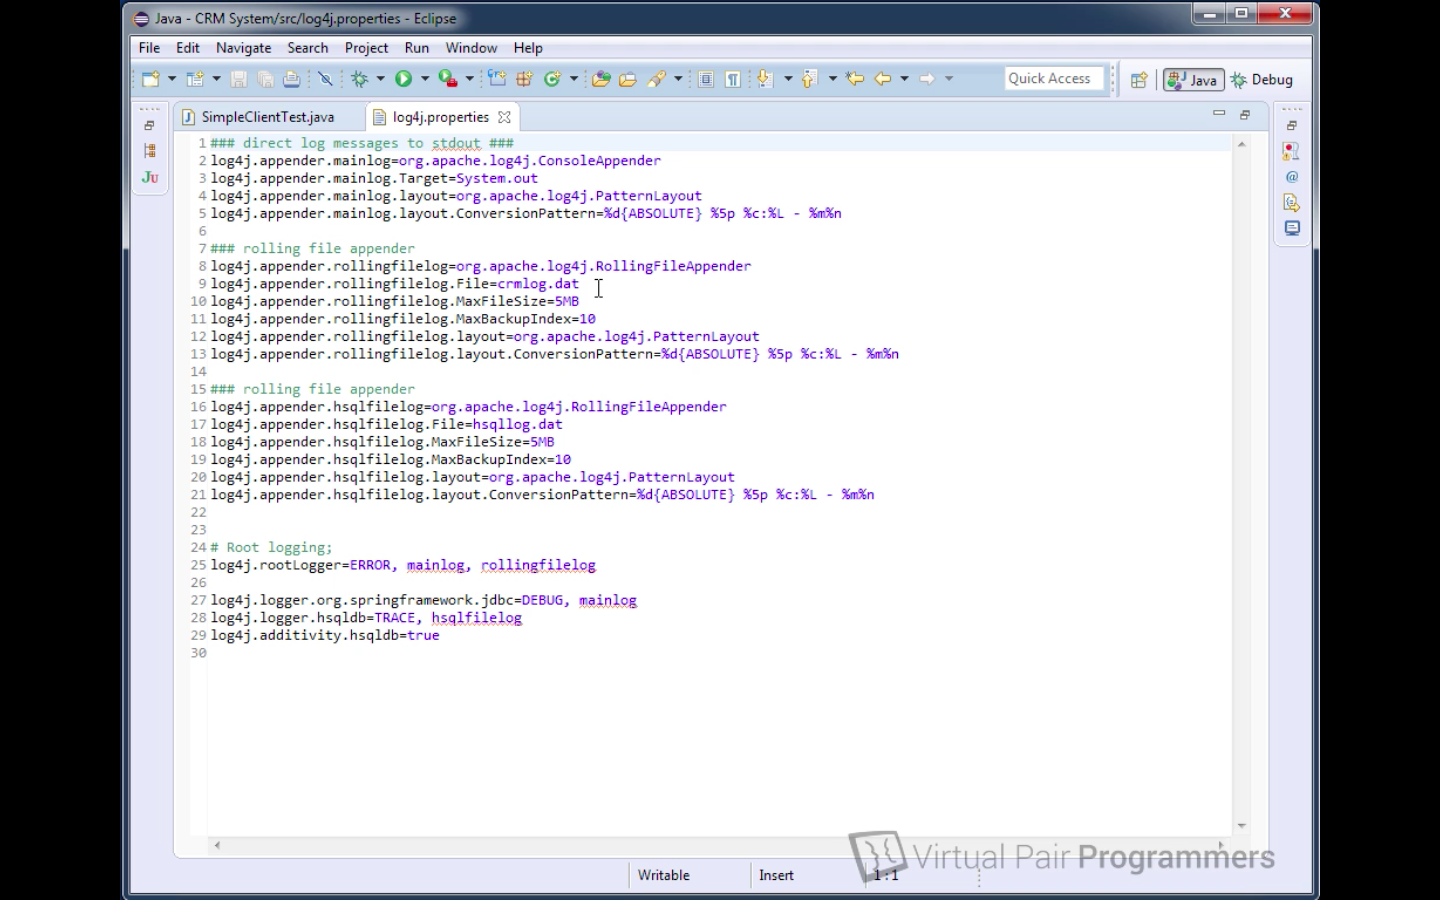 Java - CRM System/src/log4j.properties - Eclipse
File Edit Navigate Search Project Run Window Help
Quick Access Java Debug
SimpleClientTest.java log4j.properties
1 ### direct log messages to stdout ###
2 log4j.appender.mainlog=org.apache.log4j.ConsoleAppender
3 log4j.appender.mainlog.Target=System.out
4 log4j.appender.mainlog.layout=org.apache.log4j.PatternLayout
5 log4j.appender.mainlog.layout.ConversionPattern=%d{ABSOLUTE} %5p %c:%L - %m%n
6
7 ### rolling file appender
8 log4j.appender.rollingfilelog=org.apache.log4j.RollingFileAppender
9 log4j.appender.rollingfilelog.File=crmlog.dat
10 log4j.appender.rollingfilelog.MaxFileSize=5MB
11 log4j.appender.rollingfilelog.MaxBackupIndex=10
12 log4j.appender.rollingfilelog.layout=org.apache.log4j.PatternLayout
13 log4j.appender.rollingfilelog.layout.ConversionPattern=%d{ABSOLUTE} %5p %c:%L - %m%n
14
15 ### rolling file appender
16 log4j.appender.hsqlfilelog=org.apache.log4j.RollingFileAppender
17 log4j.appender.hsqlfilelog.File=hsqllog.dat
18 log4j.appender.hsqlfilelog.MaxFileSize=5MB
19 log4j.appender.hsqlfilelog.MaxBackupIndex=10
20 log4j.appender.hsqlfilelog.layout=org.apache.log4j.PatternLayout
21 log4j.appender.hsqlfilelog.layout.ConversionPattern=%d{ABSOLUTE} %5p %c:%L - %m%n
22
23
24 # Root logging;
25 log4j.rootLogger=ERROR, mainlog, rollingfilelog
26
27 log4j.logger.org.springframework.jdbc=DEBUG, mainlog
28 log4j.logger.hsqldb=TRACE, hsqlfilelog
29 log4j.additivity.hsqldb=true
30
Virtual Pair Programmers
Writable Insert 1 : 1